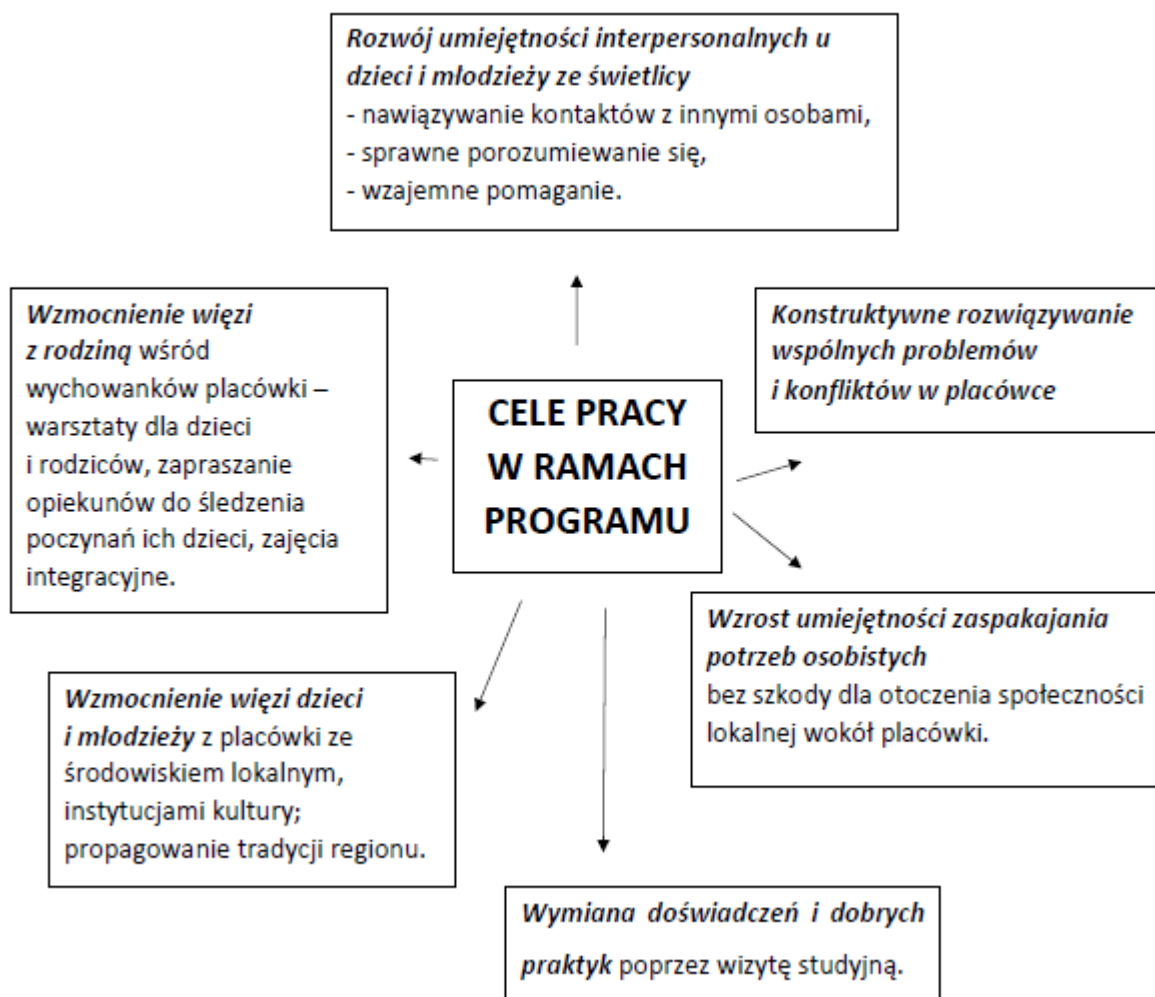 Rozwój umiejętności interpersonalnych u
dzieci i młodzieży ze świetlicy
- nawiązywanie kontaktów z innymi osobami,
- sprawne porozumiewanie się,
- wzajemne pomaganie.
Wzmocnienie więzi
z rodziną wśród
wychowanków placówki –
warsztaty dla dzieci
i rodziców, zapraszanie
opiekunów do śledzenia
poczynań ich dzieci, zajęcia
integracyjne.
Konstruktywne rozwiązywanie
wspólnych problemów
i konfliktów w placówce
CELE PRACY
W RAMACH
PROGRAMU
Wzrost umiejętności zaspakajania
potrzeb osobistych
bez szkody dla otoczenia społeczności
lokalnej wokół placówki.
Wzmocnienie więzi dzieci
i młodzieży z placówki ze
środowiskiem lokalnym,
instytucjami kultury;
propagowanie tradycji regionu.
Wymiana doświadczeń i dobrych
praktyk poprzez wizytę studyjną.